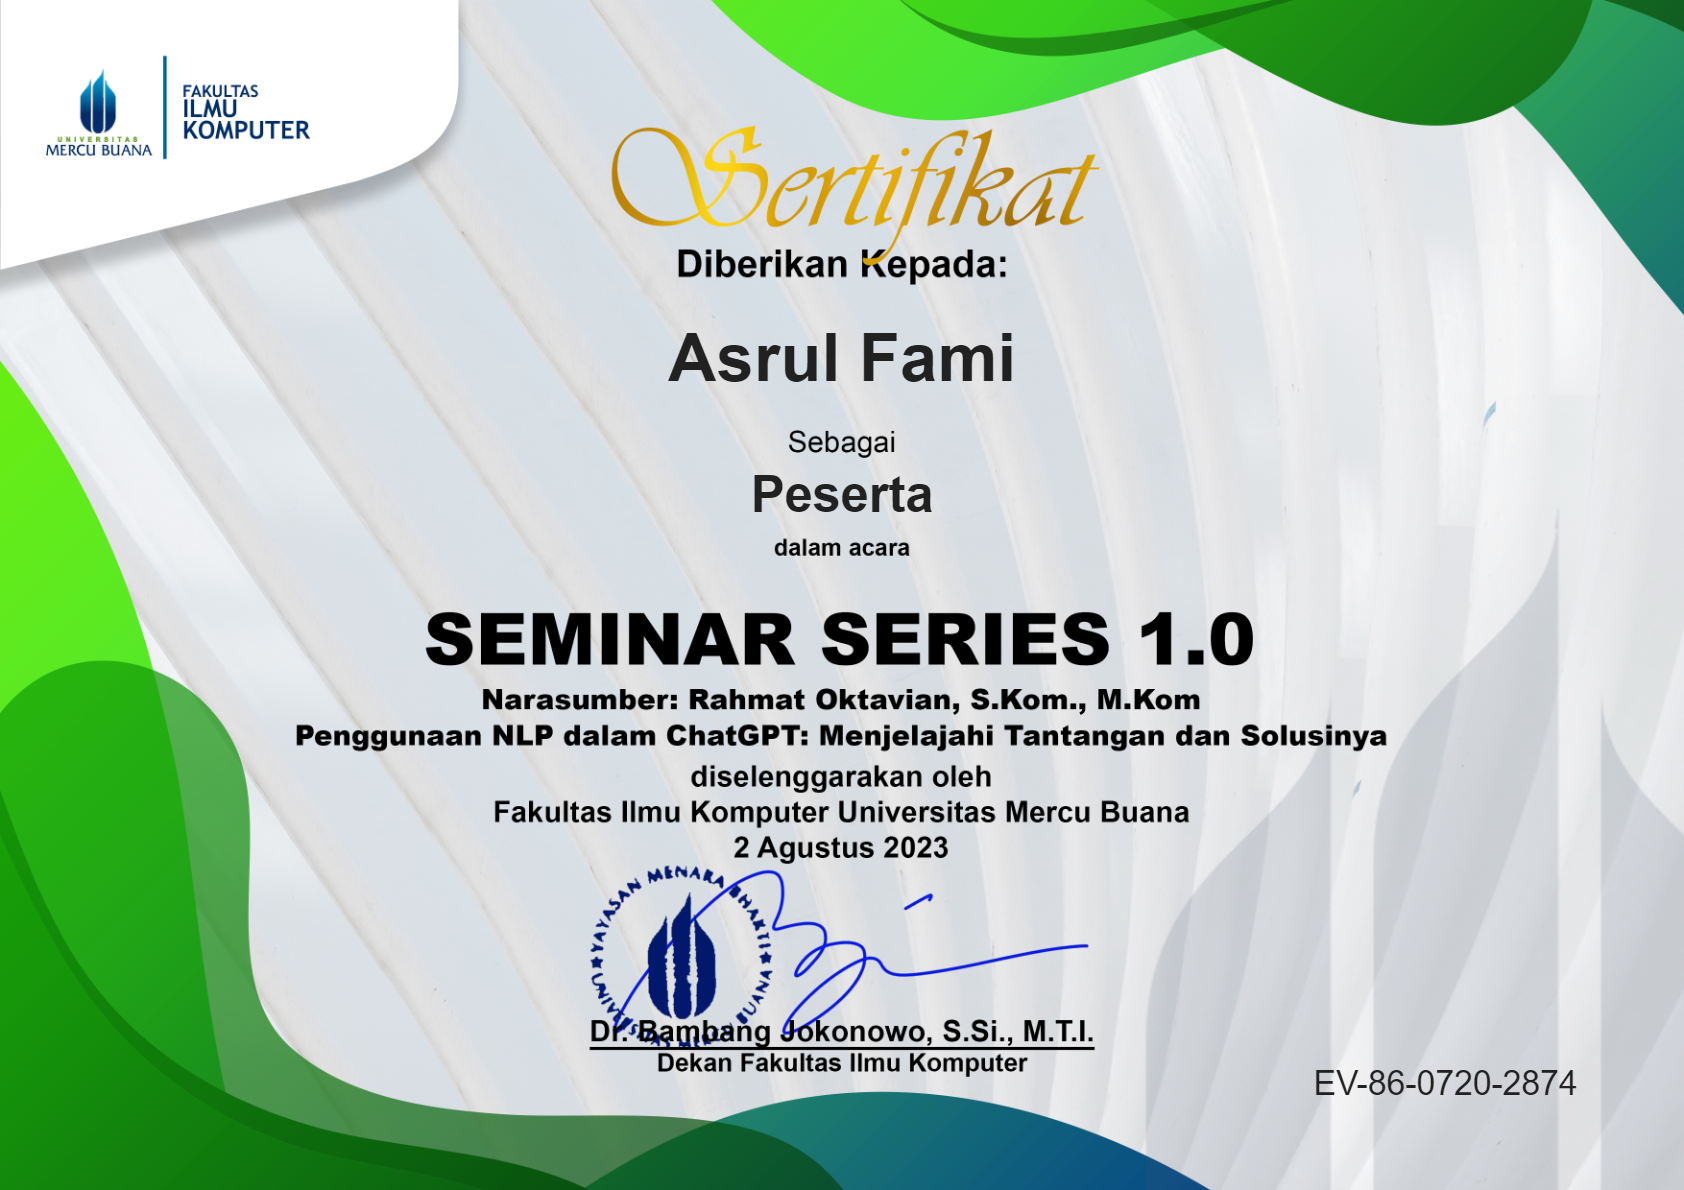 UNIVERSITAS
MERCU BUANA
FAKULTAS
ILMU
KOMPUTER
Sertifikat
Diberikan Kepada:
Asrul Fami
Sebagai
Peserta
dalam acara
SEMINAR SERIES 1.0
Narasumber: Rahmat Oktavian, S.Kom., M.Kom
Penggunaan NLP dalam ChatGPT: Menjelajahi Tantangan dan Solusinya
diselenggarakan oleh
Fakultas Ilmu Komputer Universitas Mercu Buana
2 Agustus 2023
YAYASAN MENARA BHAKTI
UNIVERSITAS MERCU BUANA
Dr. Bambang Jokonowo, S.Si., M.T.I.
Dekan Fakultas Ilmu Komputer
EV-86-0720-2874